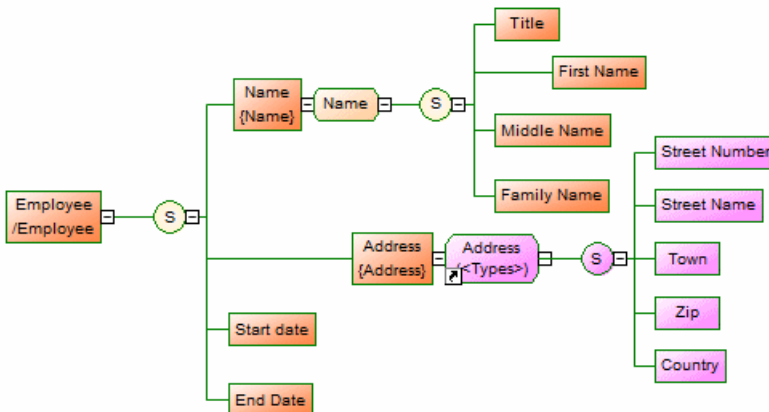 Title
First Name
Name
{Name}
Name
S
Middle Name
Street Number
Family Name
Street Name
Employee
/Employee
S
Address
{Address}
Address
(<Types>)
S
Town
Zip
Start date
Country
End Date